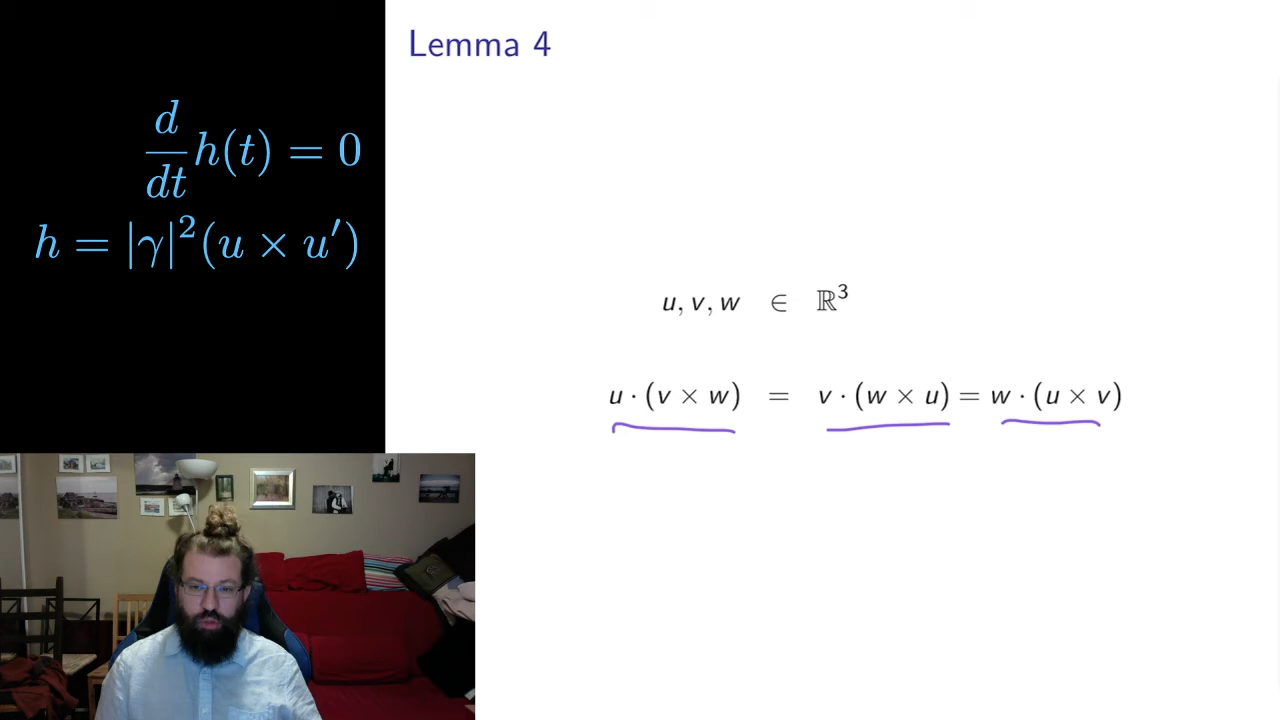 Lemma 4
d/dt h(t) = 0
h = |γ|²(u × u′)
u, v, w ∈ ℝ³
u · (v × w) = v · (w × u) = w · (u × v)